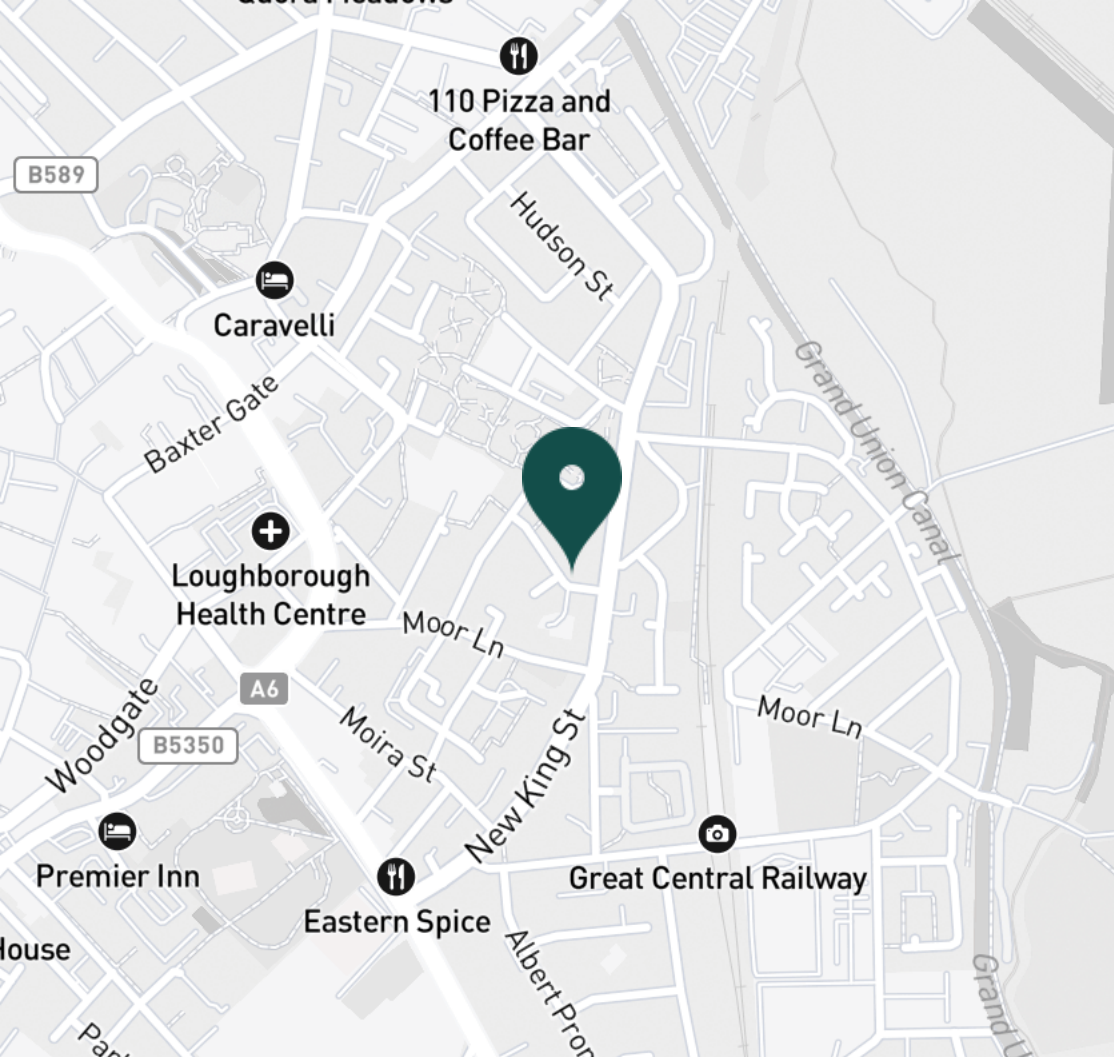 110 Pizza and
Coffee Bar
B589
Hudson St
Caravelli
Grand Union Canal
Baxter Gate
Loughborough
Health Centre
Moor Ln
A6
Woodgate
B5350
Moira St
Moor Ln
New King St
Premier Inn
Great Central Railway
Eastern Spice
House
Albert Prom
Grand U